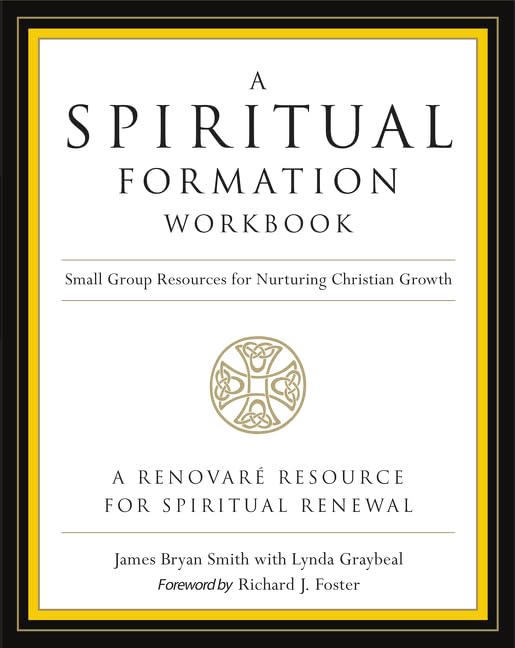 A
SPIRITUAL
FORMATION
WORKBOOK
Small Group Resources for Nurturing Christian Growth
A RENOVARÉ RESOURCE
FOR SPIRITUAL RENEWAL
James Bryan Smith with Lynda Graybeal
Foreword by Richard J. Foster